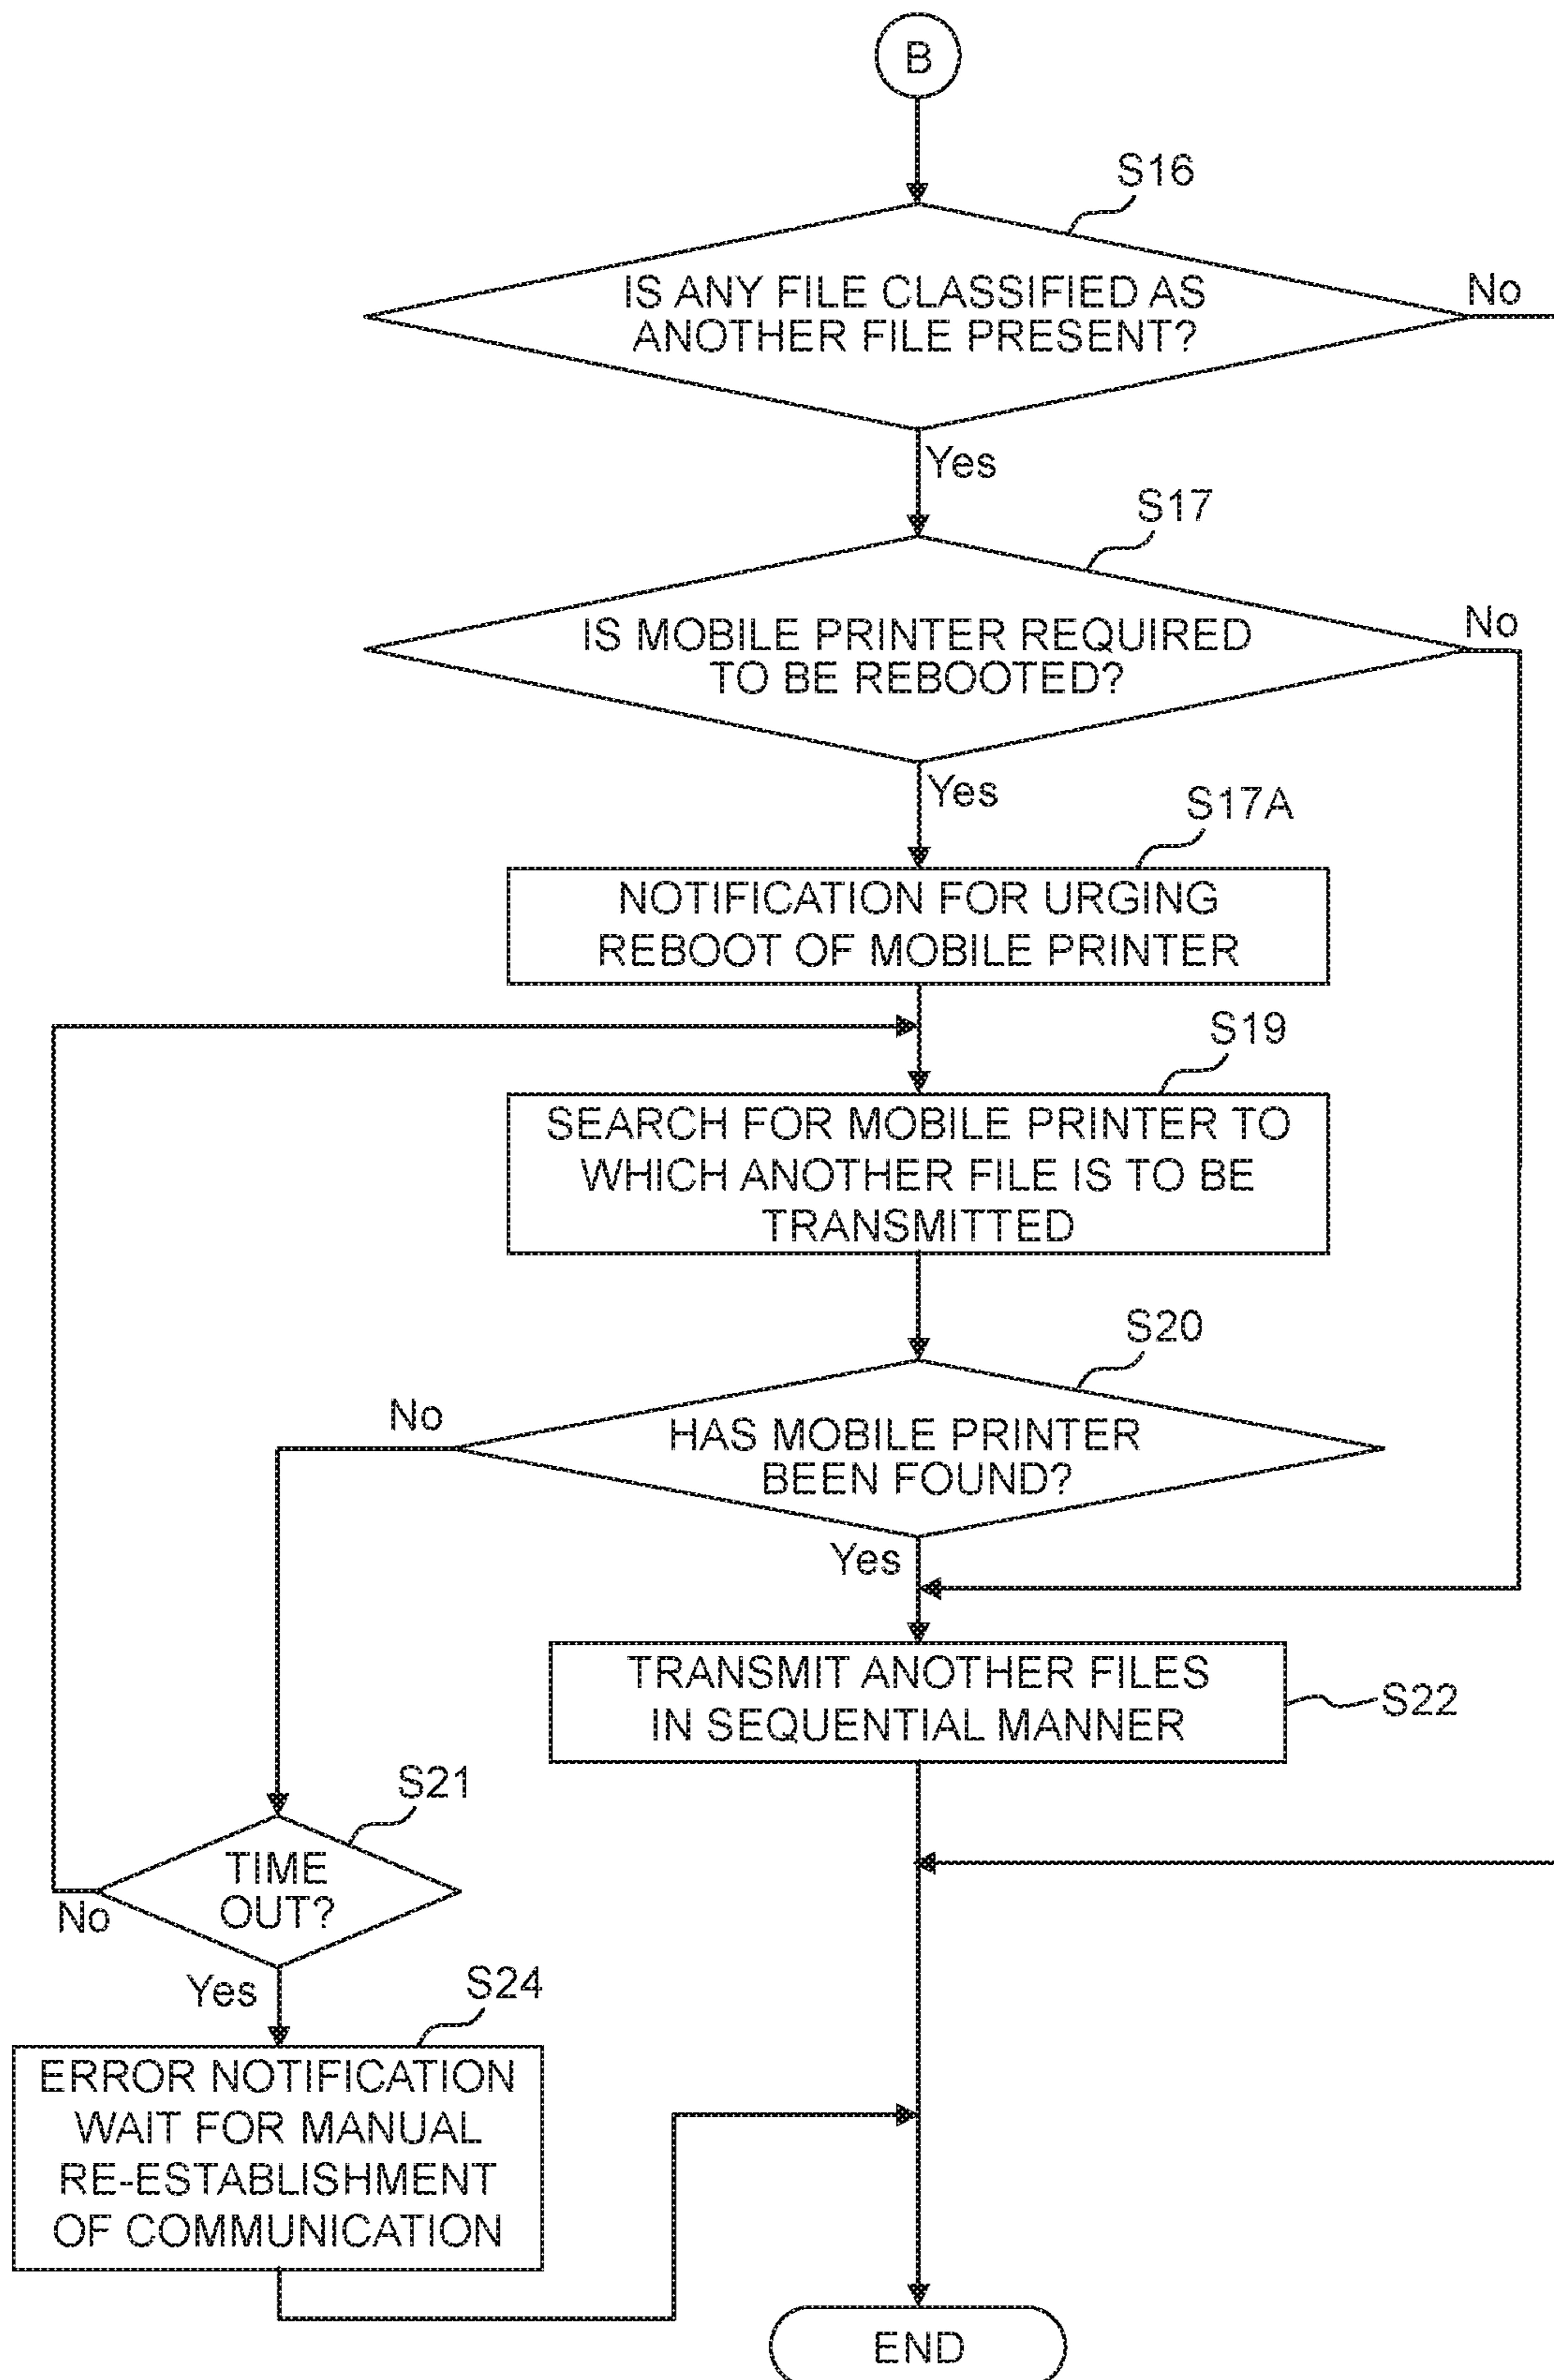 B
S16
IS ANY FILE CLASSIFIED AS
ANOTHER FILE PRESENT?
No
Yes
S17
IS MOBILE PRINTER REQUIRED
TO BE REBOOTED?
No
Yes
S17A
NOTIFICATION FOR URGING
REBOOT OF MOBILE PRINTER
S19
SEARCH FOR MOBILE PRINTER TO
WHICH ANOTHER FILE IS TO BE
TRANSMITTED
S20
No
HAS MOBILE PRINTER
BEEN FOUND?
Yes
TRANSMIT ANOTHER FILES
IN SEQUENTIAL MANNER
S22
S21
TIME
OUT?
No
Yes
S24
ERROR NOTIFICATION
WAIT FOR MANUAL
RE-ESTABLISHMENT
OF COMMUNICATION
END